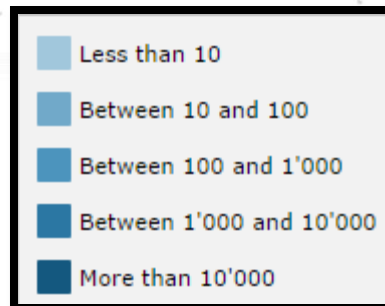 Less than 10
Between 10 and 100
Between 100 and 1'000
Between 1'000 and 10'000
More than 10'000